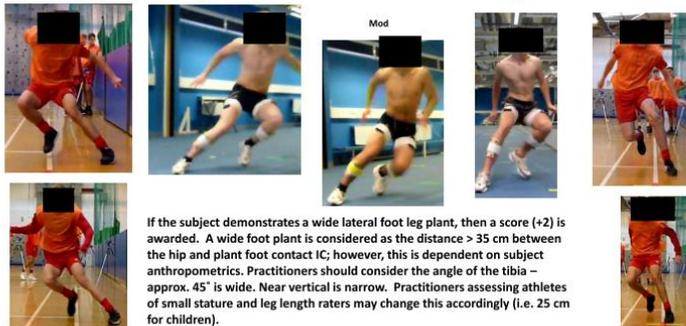 Mod
If the subject demonstrates a wide lateral foot leg plant, then a score (+2) is
awarded.  A wide foot plant is considered as the distance > 35 cm between
the hip and plant foot contact IC; however, this is dependent on subject
anthropometrics. Practitioners should consider the angle of the tibia –
approx. 45˚ is wide. Near vertical is narrow.  Practitioners assessing athletes
of small stature and leg length raters may change this accordingly (i.e. 25 cm
for children).